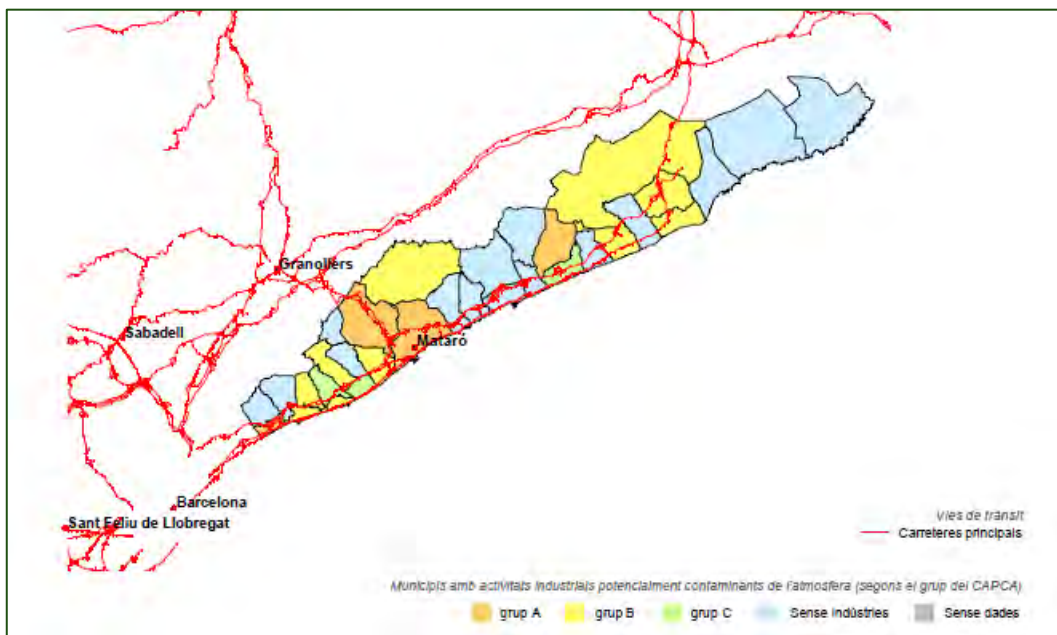 Granollers
Sabadell
Mataró
Barcelona
Sant Feliu de Llobregat
Vies de trànsit
Carreteres principals
Municipis amb activitats industrials potencialment contaminants de l'atmosfera (segons el grup del CAPCA)
grup A
grup B
grup C
Sense indústries
Sense dades